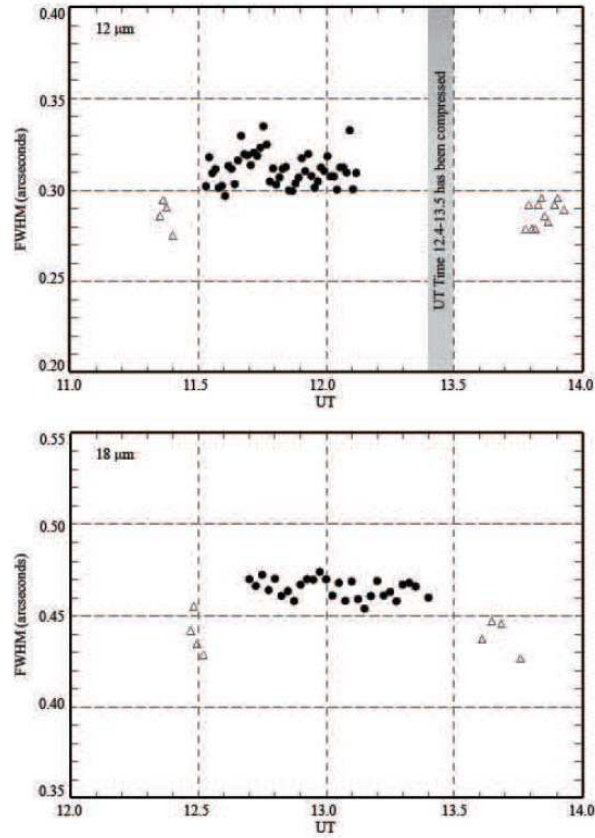 0.40
12 μm
0.35
FWHM (arcseconds)
0.30
0.25
0.20
UT Time 12.4-13.5 has been compressed
11.0 11.5 12.0 13.5 14.0
UT
0.55
18 μm
0.50
FWHM (arcseconds)
0.45
0.40
0.35
12.0 12.5 13.0 13.5 14.0
UT